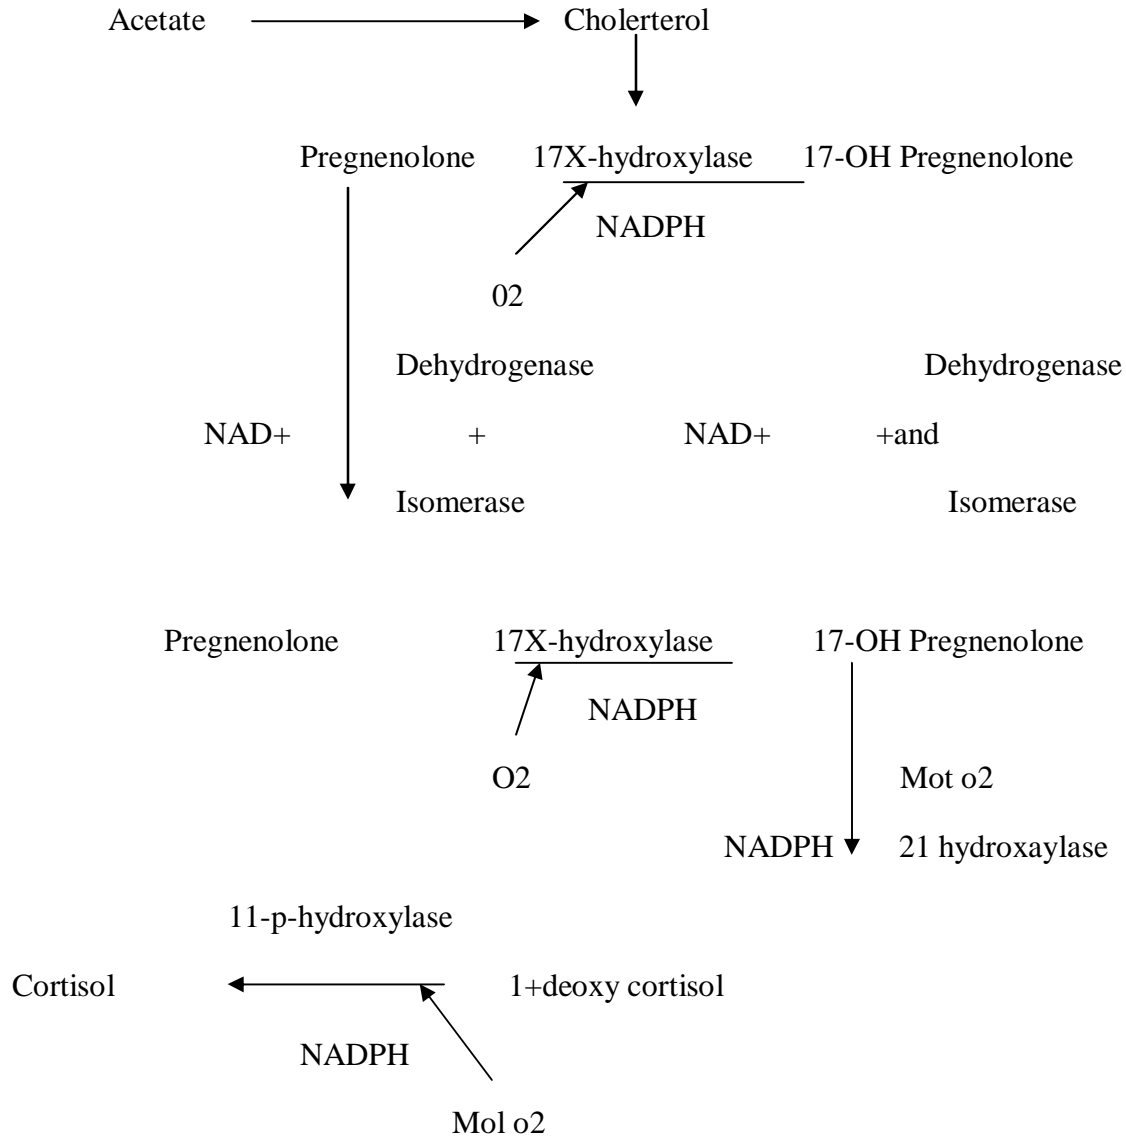 Acetate Cholerterol
Pregnenolone 17X-hydroxylase 17-OH Pregnenolone
NADPH
02
Dehydrogenase Dehydrogenase
NAD+ + NAD+ +and
Isomerase Isomerase
Pregnenolone 17X-hydroxylase 17-OH Pregnenolone
NADPH
O2 Mot o2
NADPH 21 hydroxaylase
11-p-hydroxylase
Cortisol 1+deoxy cortisol
NADPH
Mol o2